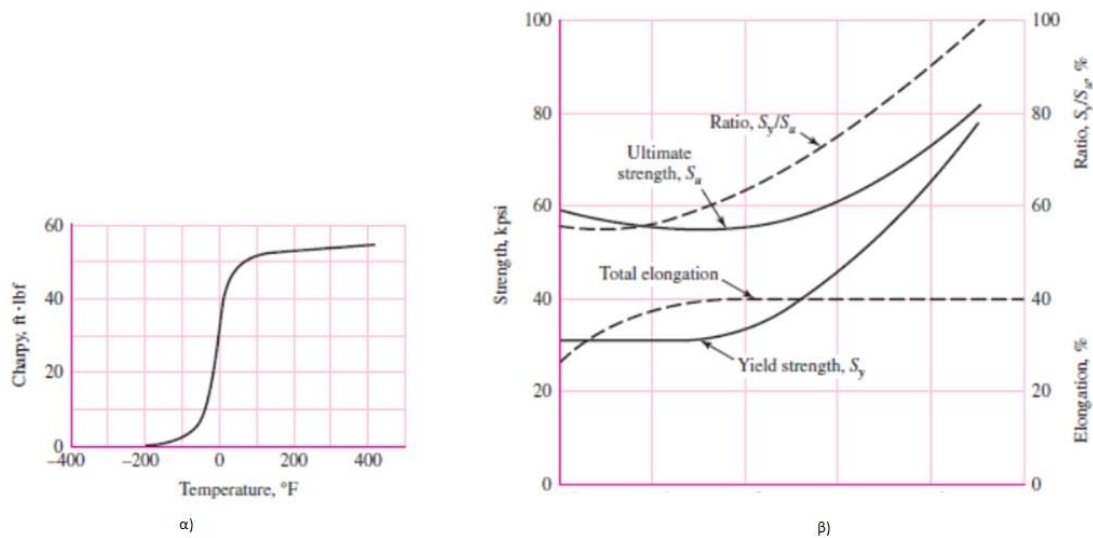 60
40
20
0
Charpy, ft·lbf
−400
−200
0
200
400
Temperature, °F
α)
100
80
60
40
20
0
Strength, kpsi
Ratio, Sy/Su
Ultimate
strength, Su
Total elongation
Yield strength, Sy
100
80
60
40
20
0
Ratio, Sy/Su, %
Elongation, %
β)